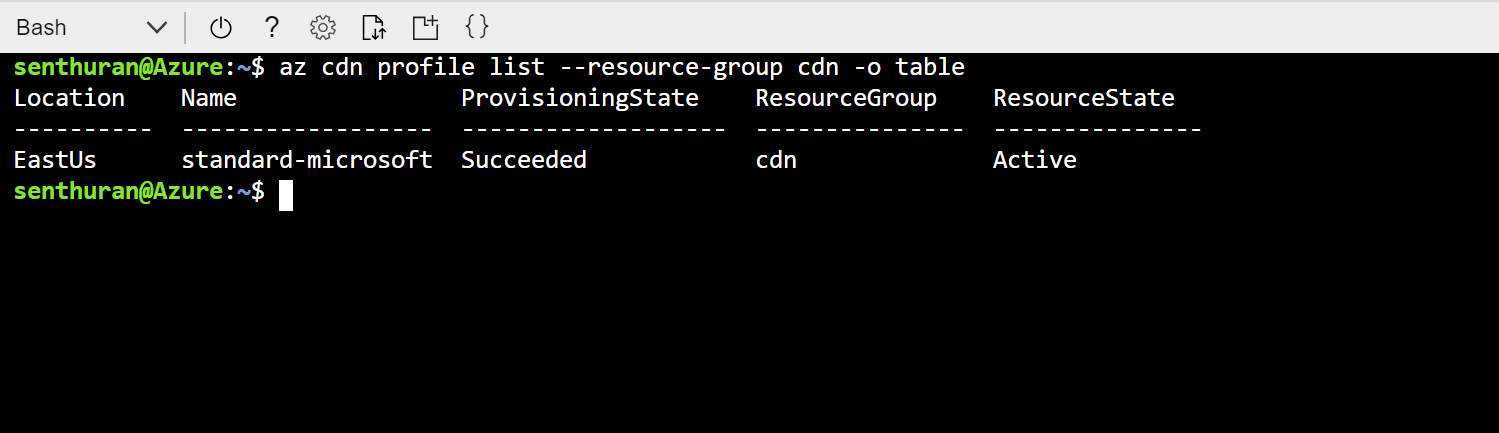 Bash
senthuran@Azure:~$ az cdn profile list --resource-group cdn -o table
Location    Name                ProvisioningState    ResourceGroup    ResourceState
----------  ------------------  -------------------  ---------------  ---------------
EastUs      standard-microsoft  Succeeded            cdn              Active
senthuran@Azure:~$